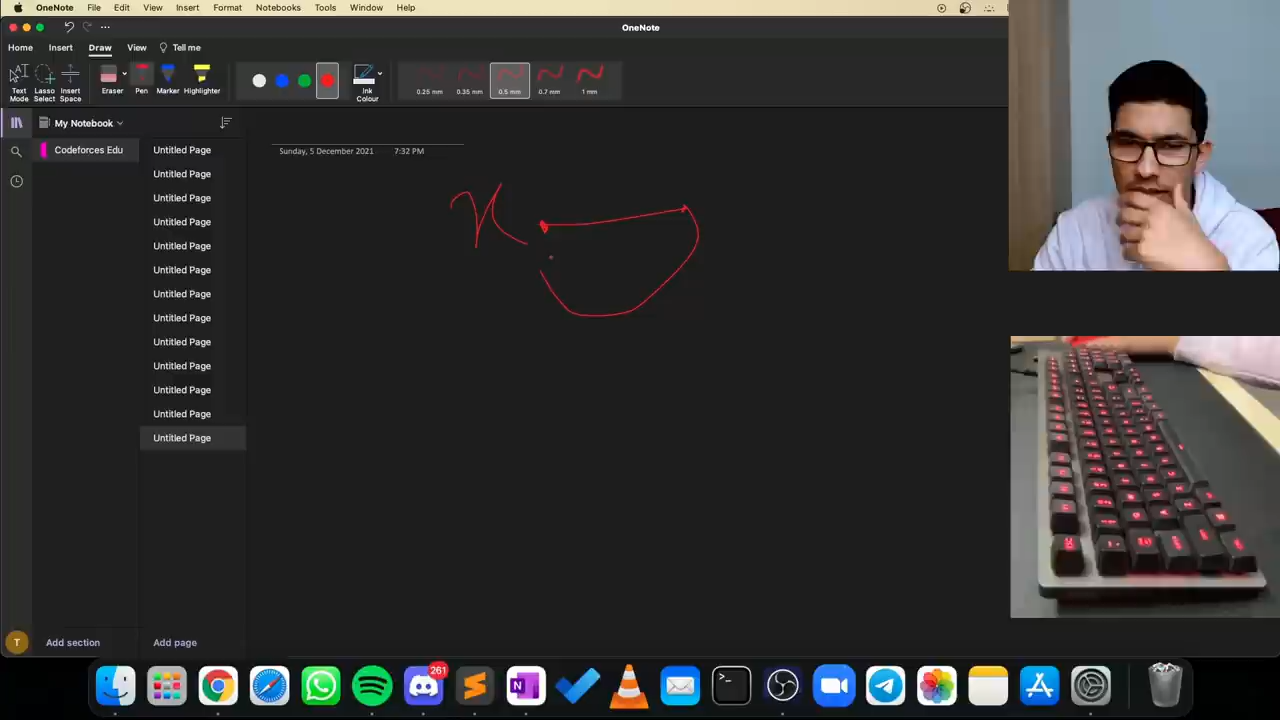 OneNote File Edit View Insert Format Notebooks Tools Window Help
OneNote
Home Insert Draw View Tell me
Text Mode
Lasso Select
Insert Space
Eraser
Pen
Marker
Highlighter
Ink Colour
0.25 mm 0.35 mm 0.5 mm 0.7 mm 1 mm
My Notebook
Codeforces Edu
Untitled Page
Untitled Page
Untitled Page
Untitled Page
Untitled Page
Untitled Page
Untitled Page
Untitled Page
Untitled Page
Untitled Page
Untitled Page
Untitled Page
Untitled Page
Sunday, 5 December 2021 7:32 PM
x
T
Add section
Add page
261